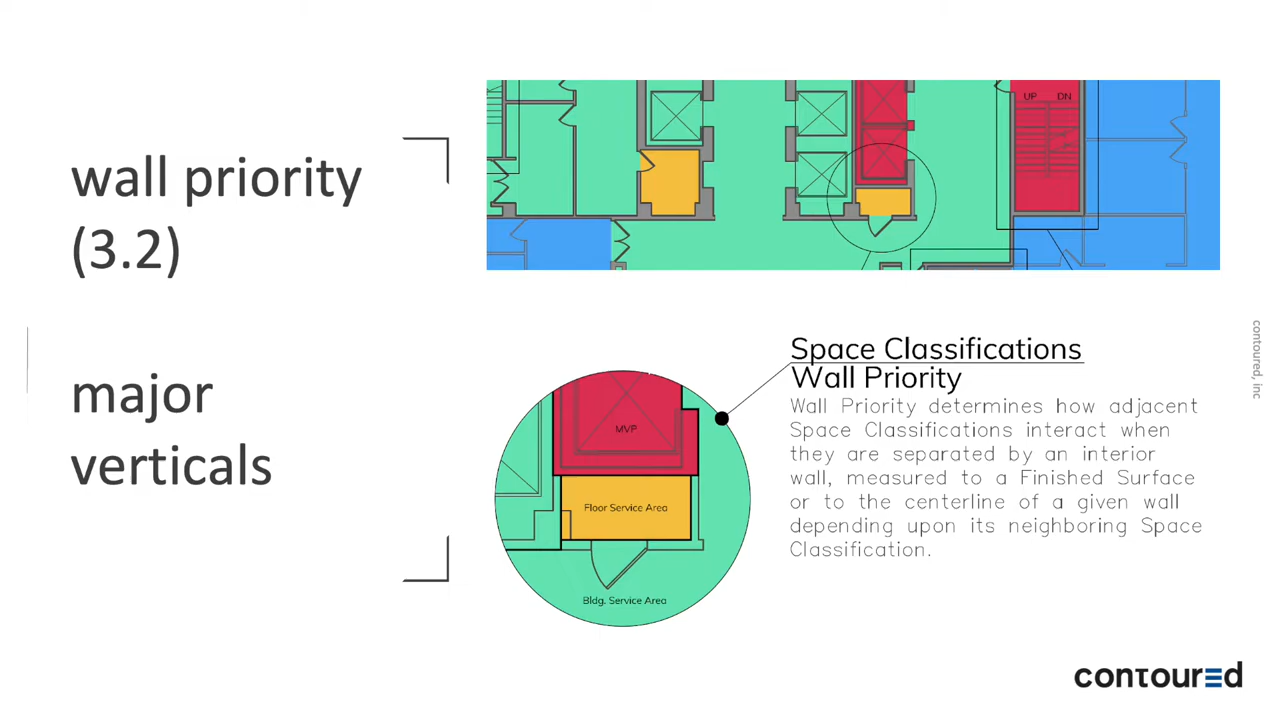 wall priority
(3.2)
major
verticals
UP DN
Space Classifications
Wall Priority
Wall Priority determines how adjacent
Space Classifications interact when
they are separated by an interior
wall, measured to a Finished Surface
or to the centerline of a given wall
depending upon its neighboring Space
Classification.
MVP
Floor Service Area
Bldg. Service Area
contoured, inc
contoured